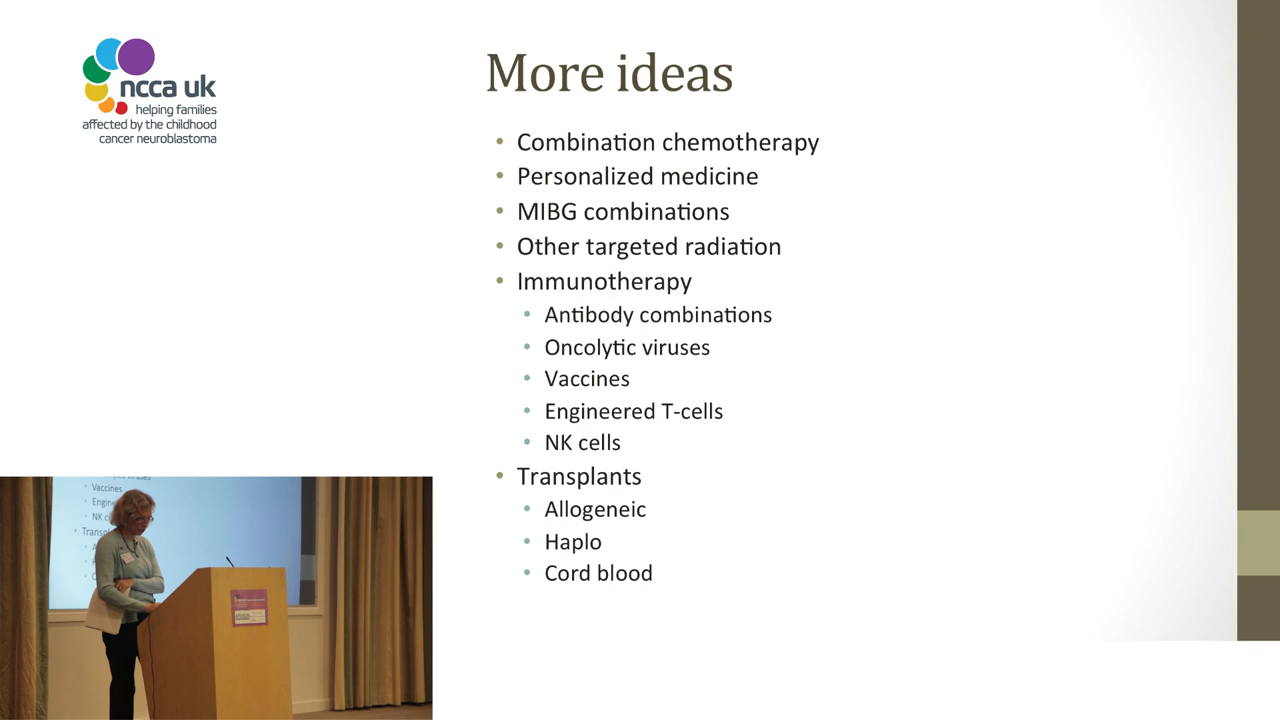 ncca uk
helping families
affected by the childhood
cancer neuroblastoma
More ideas
• Combination chemotherapy
• Personalized medicine
• MIBG combinations
• Other targeted radiation
• Immunotherapy
• Antibody combinations
• Oncolytic viruses
• Vaccines
• Engineered T-cells
• NK cells
• Transplants
• Allogeneic
• Haplo
• Cord blood
• Vaccines